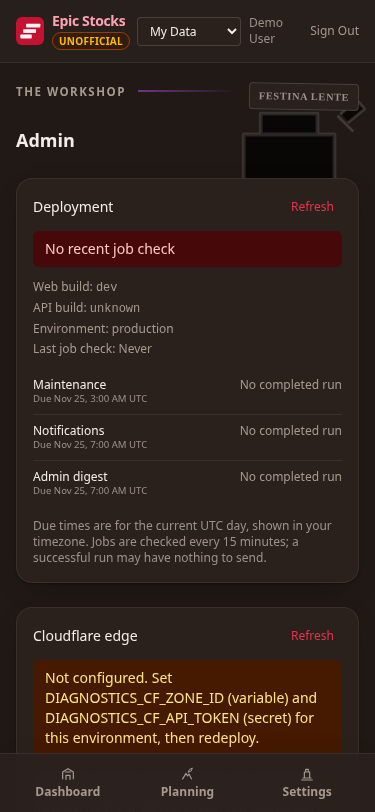 Epic Stocks
UNOFFICIAL
My Data
Demo
User
Sign Out
THE WORKSHOP
FESTINA LENTE
Admin
Deployment
Refresh
No recent job check
Web build: dev
API build: unknown
Environment: production
Last job check: Never
Maintenance
No completed run
Due Nov 25, 3:00 AM UTC
Notifications
No completed run
Due Nov 25, 7:00 AM UTC
Admin digest
No completed run
Due Nov 25, 7:00 AM UTC
Due times are for the current UTC day, shown in your
timezone. Jobs are checked every 15 minutes; a
successful run may have nothing to send.
Cloudflare edge
Refresh
Not configured. Set
DIAGNOSTICS_CF_ZONE_ID (variable) and
DIAGNOSTICS_CF_API_TOKEN (secret) for
this environment, then redeploy.
Dashboard
Planning
Settings